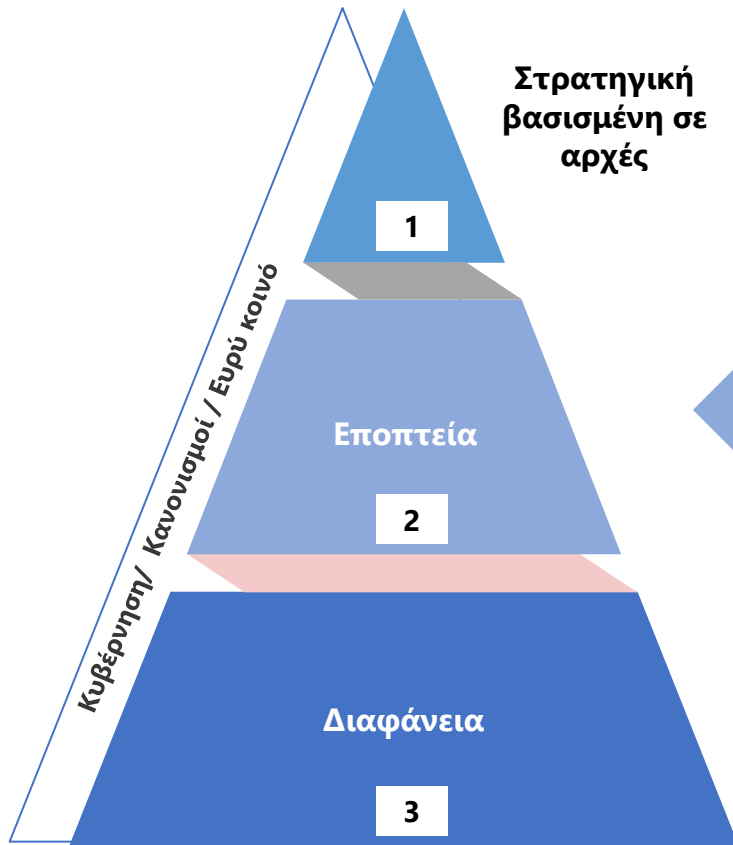 Στρατηγική
βασισμένη σε
αρχές
1
Κυβέρνηση/ Κανονισμοί / Ευρύ κοινό
Εποπτεία
2
Διαφάνεια
3